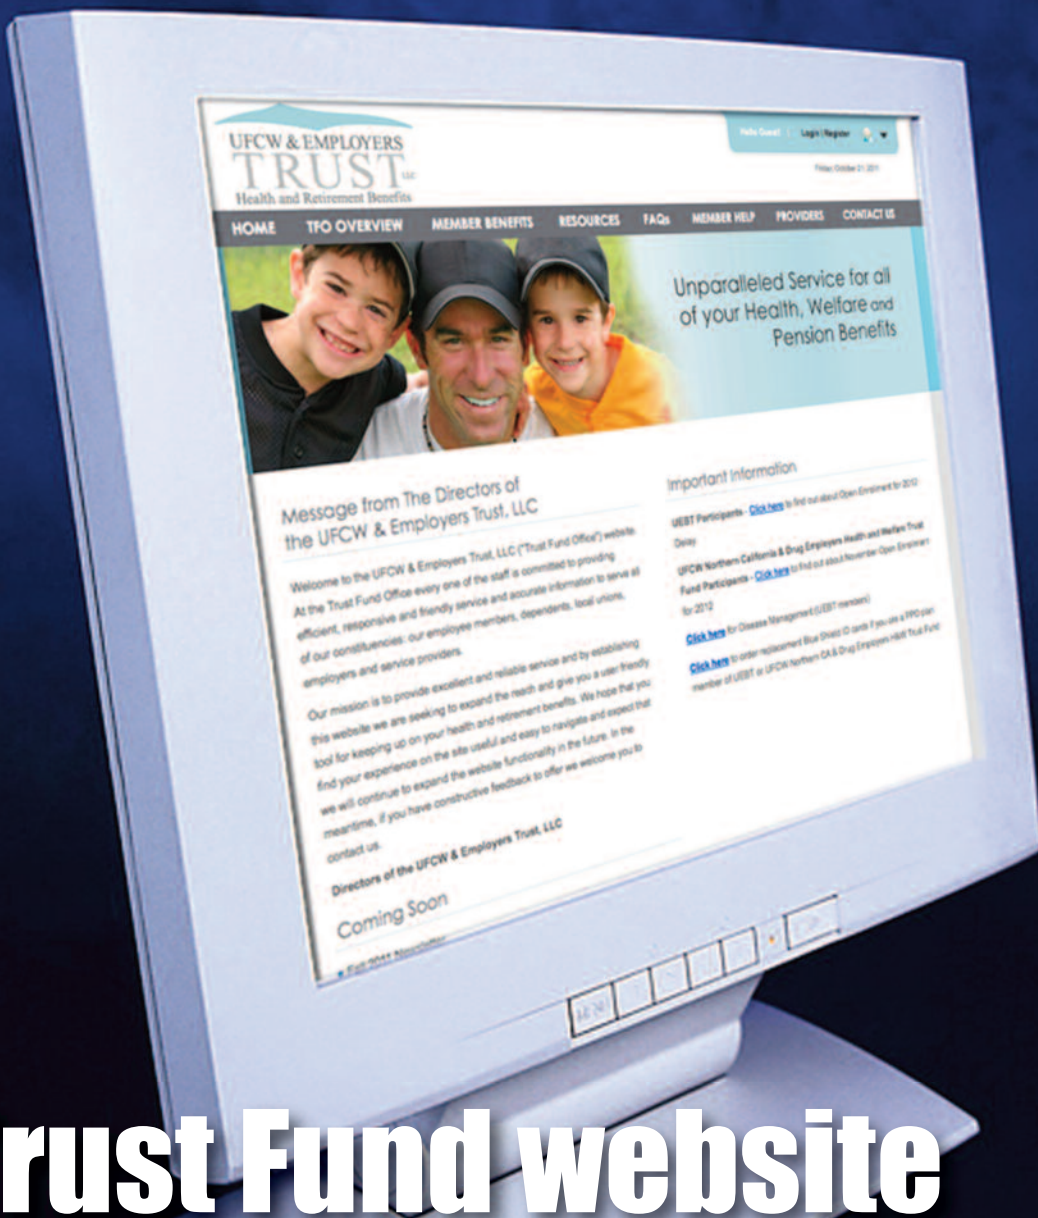 UFCW & EMPLOYERS
TRUST LLC
Health and Retirement Benefits
Hello Guest! | Login | Register
Friday, October 21, 2011
HOME TFO OVERVIEW MEMBER BENEFITS RESOURCES FAQs MEMBER HELP PROVIDERS CONTACT US
Unparalleled Service for all
of your Health, Welfare and
Pension Benefits
Message from The Directors of
the UFCW & Employers Trust, LLC
Welcome to the UFCW & Employers Trust, LLC ("Trust Fund Office") website.
At the Trust Fund Office every one of the staff is committed to providing
efficient, responsive and friendly service and accurate information to serve all
of our constituencies: our employee members, dependents, local unions,
employers and service providers.
Our mission is to provide excellent and reliable service and by establishing
this website we are seeking to expand the reach and give you a user friendly
tool for keeping up on your health and retirement benefits. We hope that you
find your experience on the site useful and easy to navigate and expect that
we will continue to expand the website functionality in the future. In the
meantime, if you have constructive feedback to offer we welcome you to
contact us.
Directors of the UFCW & Employers Trust, LLC
Coming Soon
Fall 2011 Newsletter
Important Information
UEBT Participants - Click here to find out about Open Enrollment for 2012
Delay
UFCW Northern California & Drug Employers Health and Welfare Trust
Fund Participants - Click here to find out about November Open Enrollment
for 2012
Click here for Disease Management (UEBT members)
Click here to order replacement Blue Shield ID cards if you are a PPO plan
member of UEBT or UFCW Northern CA & Drug Employers H&W Trust Fund
rust Fund website